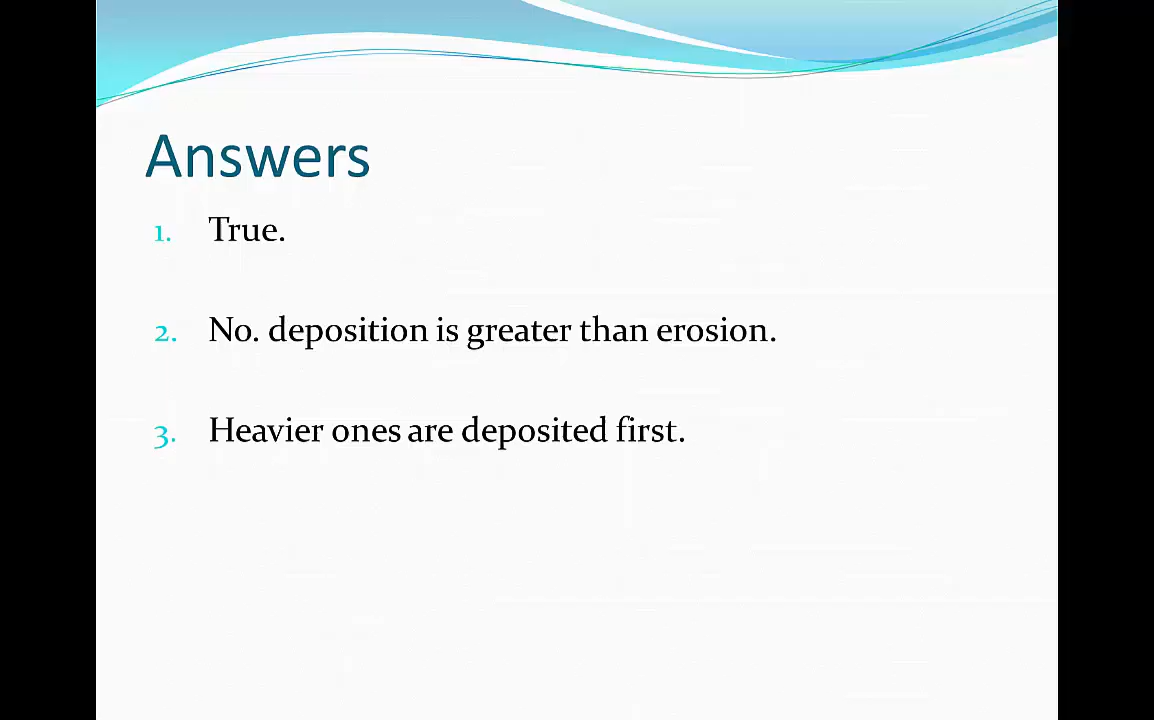 Answers
1. True.
2. No. deposition is greater than erosion.
3. Heavier ones are deposited first.